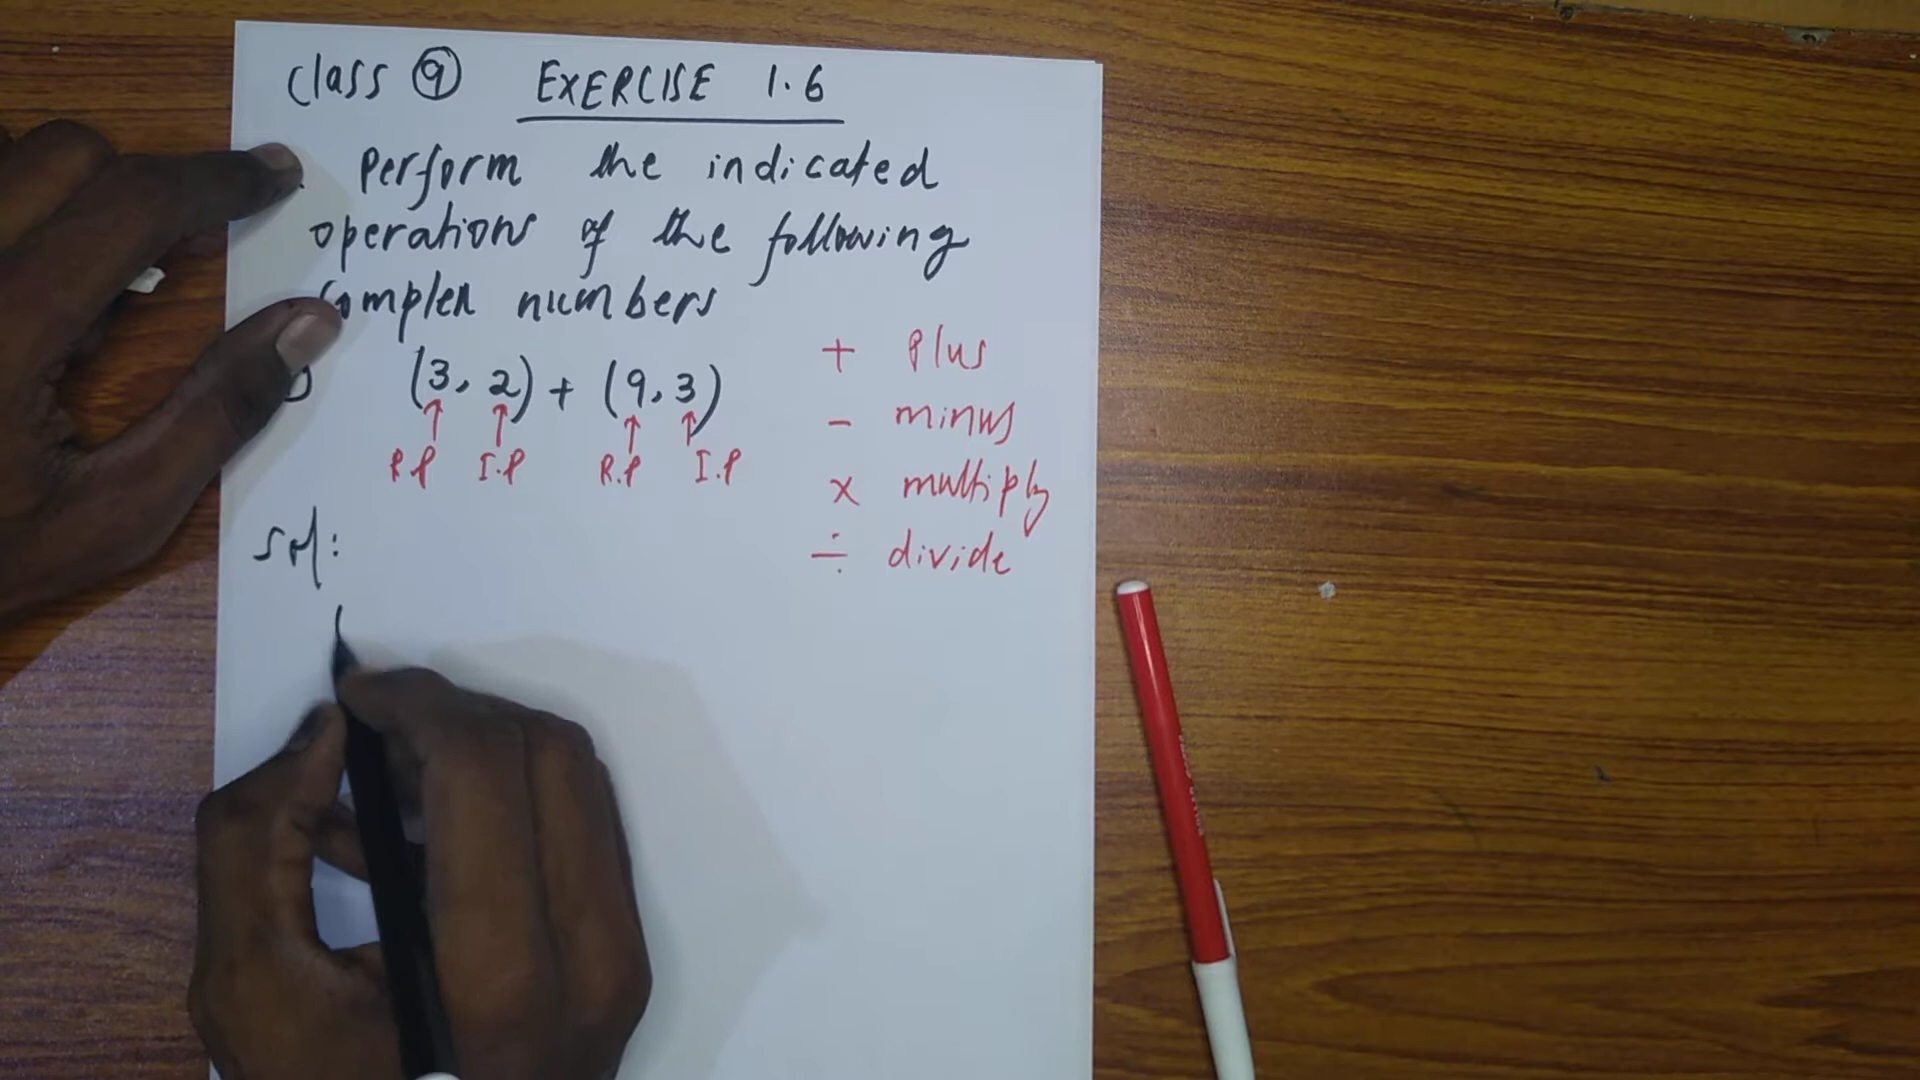 Class 9 EXERCISE 1.6
Perform the indicated
operations of the following
complex numbers
(3, 2) + (9, 3)
R.P I.P R.P I.P
+ Plus
- minus
× multiply
÷ divide
Sol:
(